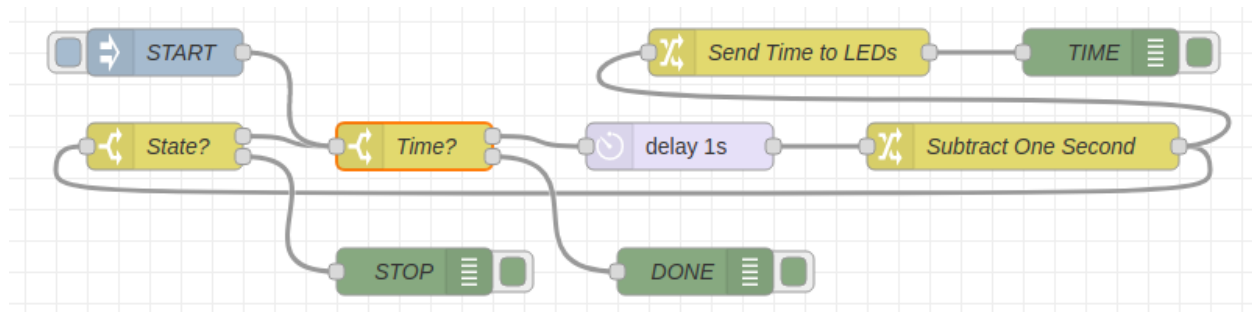 START
Send Time to LEDs
TIME
State?
Time?
delay 1s
Subtract One Second
STOP
DONE